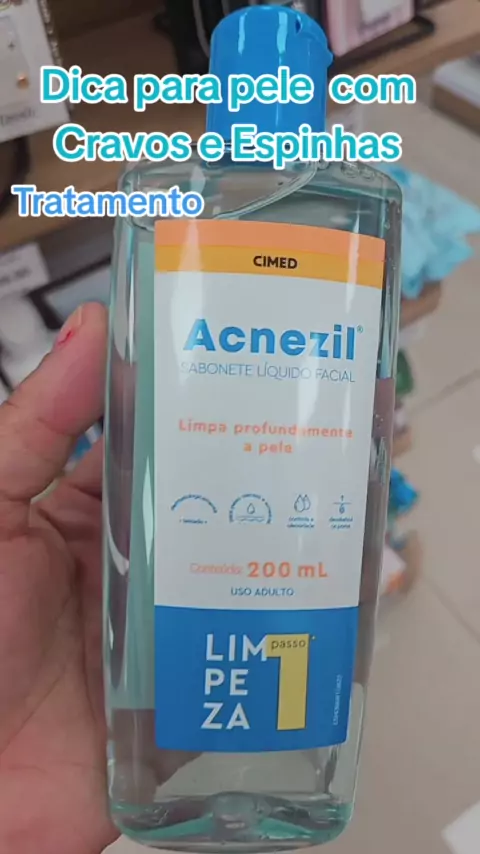 Dica para pele com
Cravos e Espinhas
Tratamento
CIMED
Acnezil®
SABONETE LÍQUIDO FACIAL
Limpa profundamente
a pele
Conteúdo: 200 mL
USO ADULTO
LIM
PE
ZA
passo
1